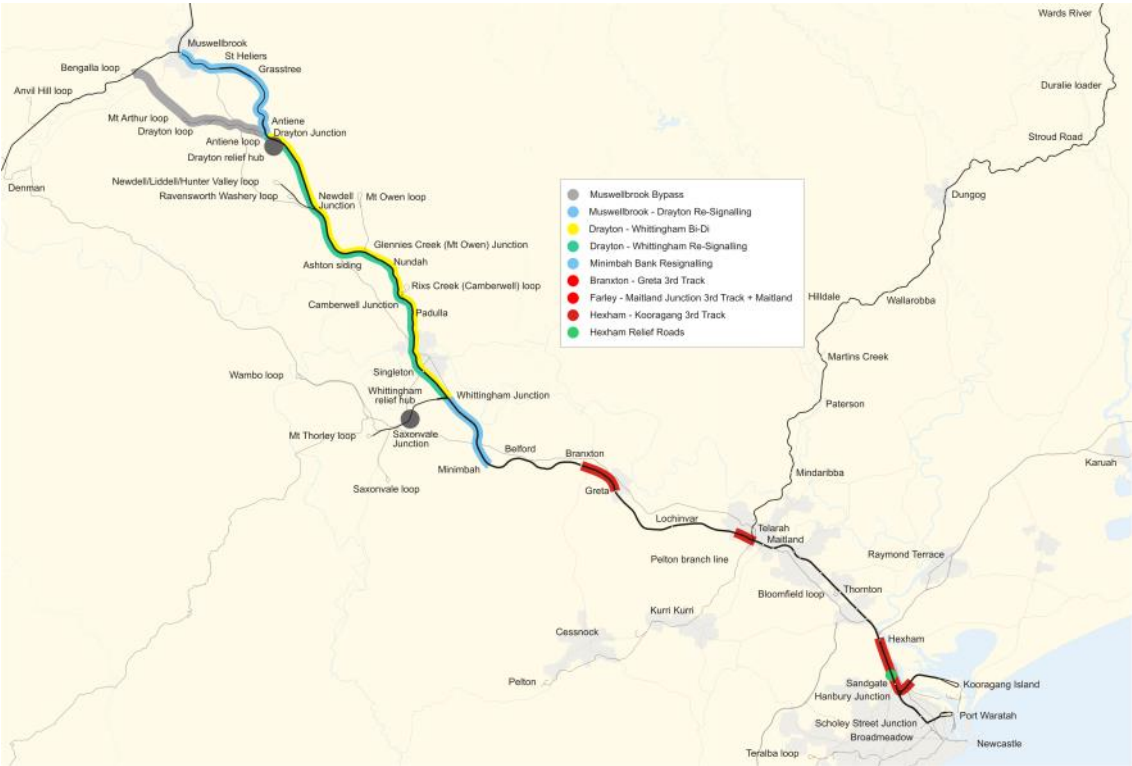 Wards River
Muswellbrook
St Heliers
Bengalla loop
Grasstree
Duralie loader
Anvil Hill loop
Mt Arthur loop
Antiene
Drayton loop
Drayton Junction
Stroud Road
Antiene loop
Drayton relief hub
Newdell/Liddell/Hunter Valley loop
Denman
Ravensworth Washery loop
Newdell
Junction
Mt Owen loop
Dungog
Muswellbrook Bypass
Muswellbrook - Drayton Re-Signalling
Drayton - Whittingham Bi-Di
Drayton - Whittingham Re-Signalling
Minimbah Bank Resignalling
Branxton - Greta 3rd Track
Farley - Maitland Junction 3rd Track + Maitland
Hexham - Kooragang 3rd Track
Hexham Relief Roads
Glennies Creek (Mt Owen) Junction
Ashton siding
Nundah
Rixs Creek (Camberwell) loop
Camberwell Junction
Padulla
Hilldale
Wallarobba
Martins Creek
Wambo loop
Singleton
Whittingham
relief hub
Whittingham Junction
Paterson
Mt Thorley loop
Saxonvale
Junction
Belford
Branxton
Minimbah
Karuah
Mindaribba
Saxonvale loop
Greta
Lochinvar
Telarah
Maitland
Pelton branch line
Raymond Terrace
Bloomfield loop
Thornton
Kurri Kurri
Cessnock
Hexham
Pelton
Sandgate
Kooragang Island
Hanbury Junction
Port Waratah
Scholey Street Junction
Broadmeadow
Newcastle
Teralba loop